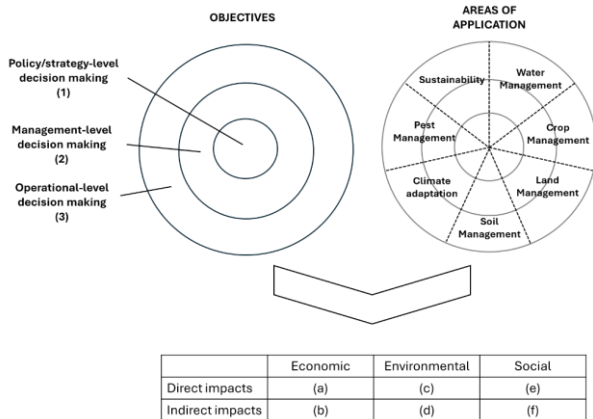 OBJECTIVES
AREAS OF
APPLICATION
Policy/strategy-level
decision making
(1)
Management-level
decision making
(2)
Operational-level
decision making
(3)
Sustainability
Water
Management
Pest
Management
Crop
Management
Climate
adaptation
Land
Management
Soil
Management
Economic Environmental Social
Direct impacts (a) (c) (e)
Indirect impacts (b) (d) (f)